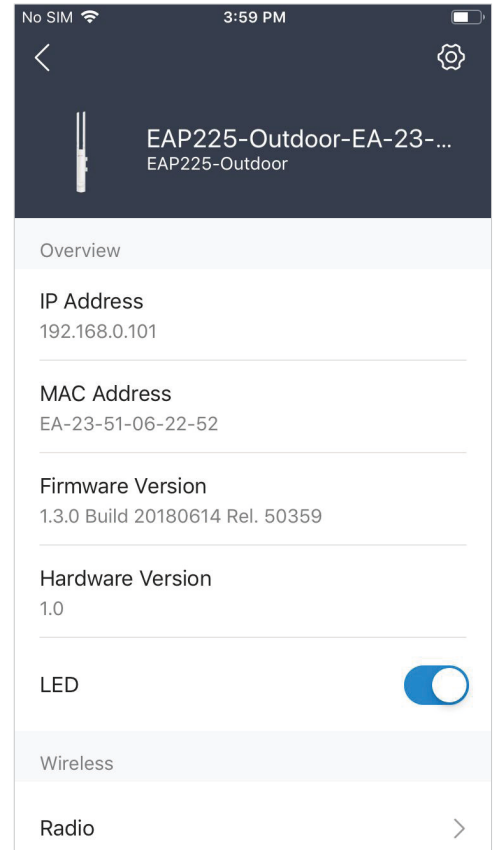 No SIM 3:59 PM
EAP225-Outdoor-EA-23-...
EAP225-Outdoor
Overview
IP Address
192.168.0.101
MAC Address
EA-23-51-06-22-52
Firmware Version
1.3.0 Build 20180614 Rel. 50359
Hardware Version
1.0
LED
Wireless
Radio